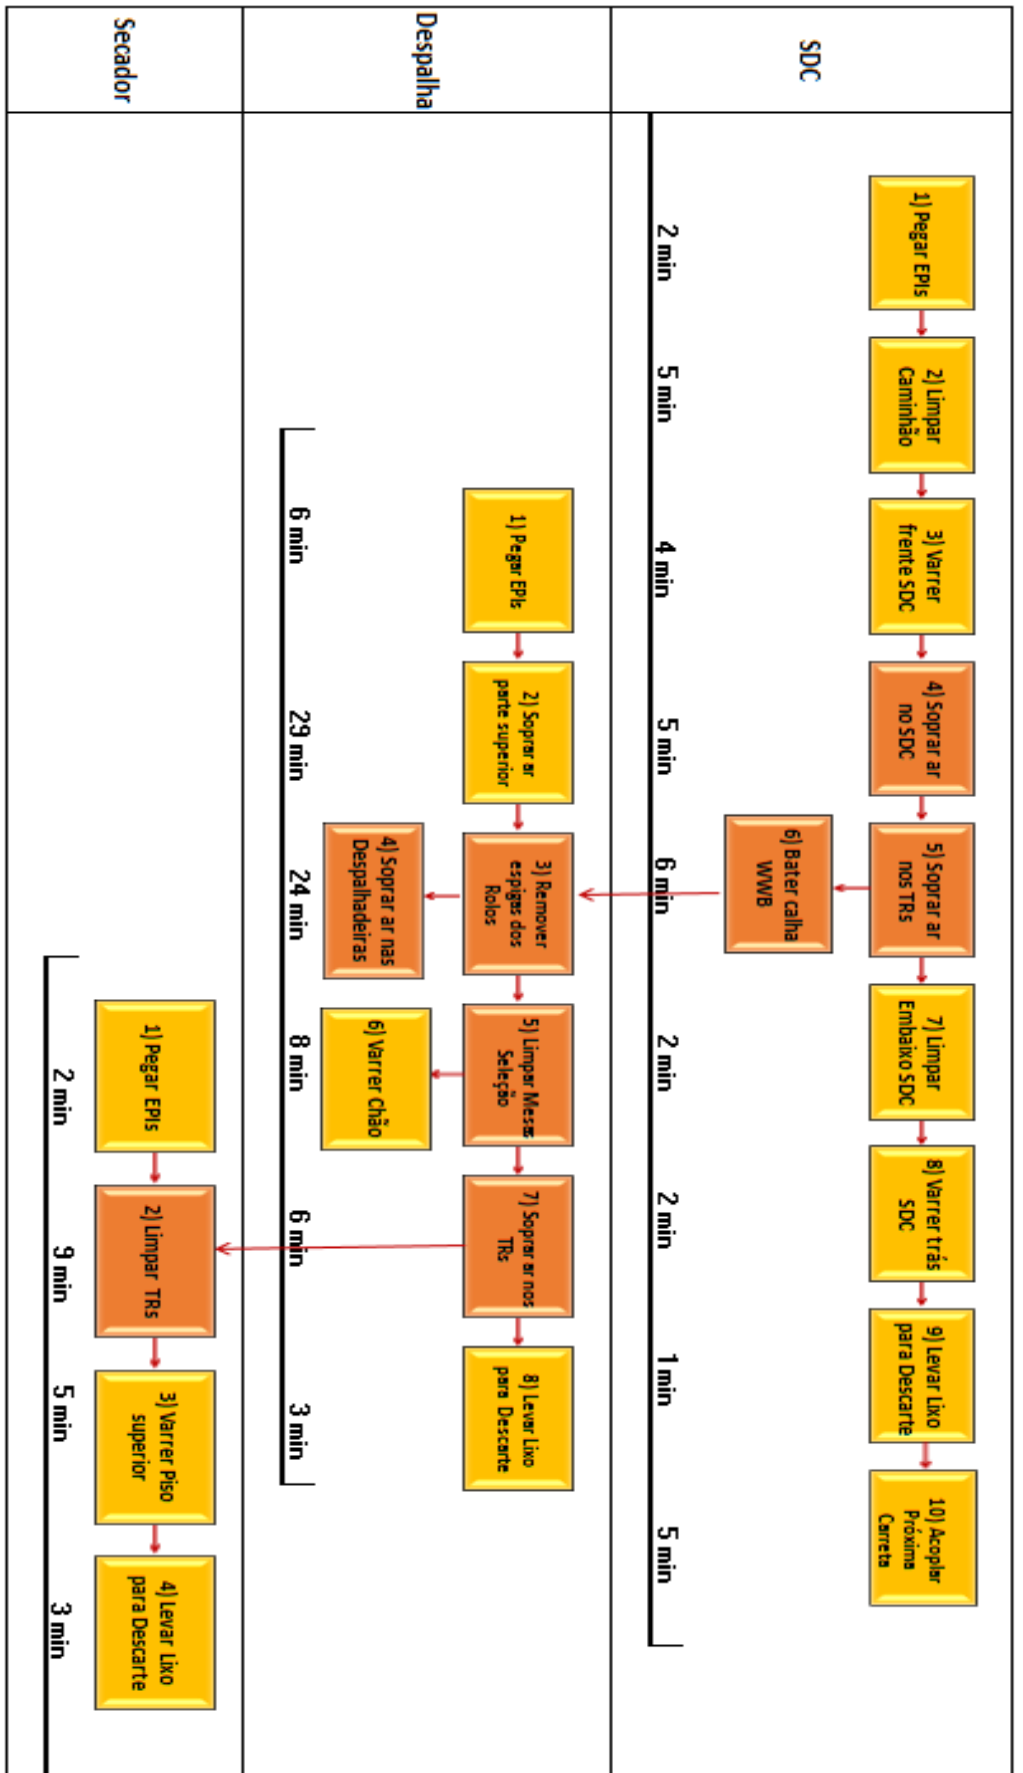 SDC
1) Pegar EPIs
2) Limpar
Caminhão
3) Varrer
frente SDC
4) Soprar ar
no SDC
5) Soprar ar
nos TRs
7) Limpar
Embaixo SDC
8) Varrer trás
SDC
9) Levar Lixo
para Descarte
10) Acoplar
Próxima
Carreta
6) Bater calha
WWB
2 min
5 min
4 min
5 min
6 min
2 min
2 min
1 min
5 min
Despalha
1) Pegar EPIs
2) Soprar ar
parte superior
3) Remover
espigas dos
Rolos
5) Limpar Mesas
Seleção
7) Soprar ar nos
TRs
8) Levar Lixo
para Descarte
4) Soprar ar nas
Despalhadeiras
6) Varrer Chão
6 min
29 min
24 min
8 min
6 min
3 min
Secador
1) Pegar EPIs
2) Limpar TRs
3) Varrer Piso
superior
4) Levar Lixo
para Descarte
2 min
9 min
5 min
3 min